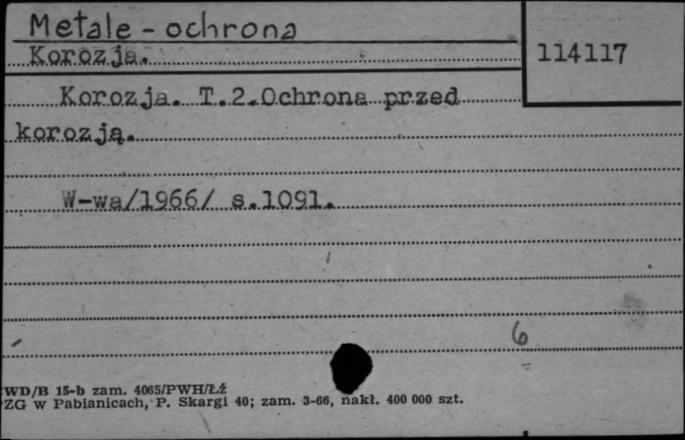 Metale - ochrona
Korozja.
114117
Korozja. T.2.Ochrona przed
korozją.
W-wa/1966/ s.1091.
6
WD/B 15-b zam. 4065/PWH/Łź
ZG w Pabianicach, P. Skargi 40; zam. 3-66, nakł. 400 000 szt.